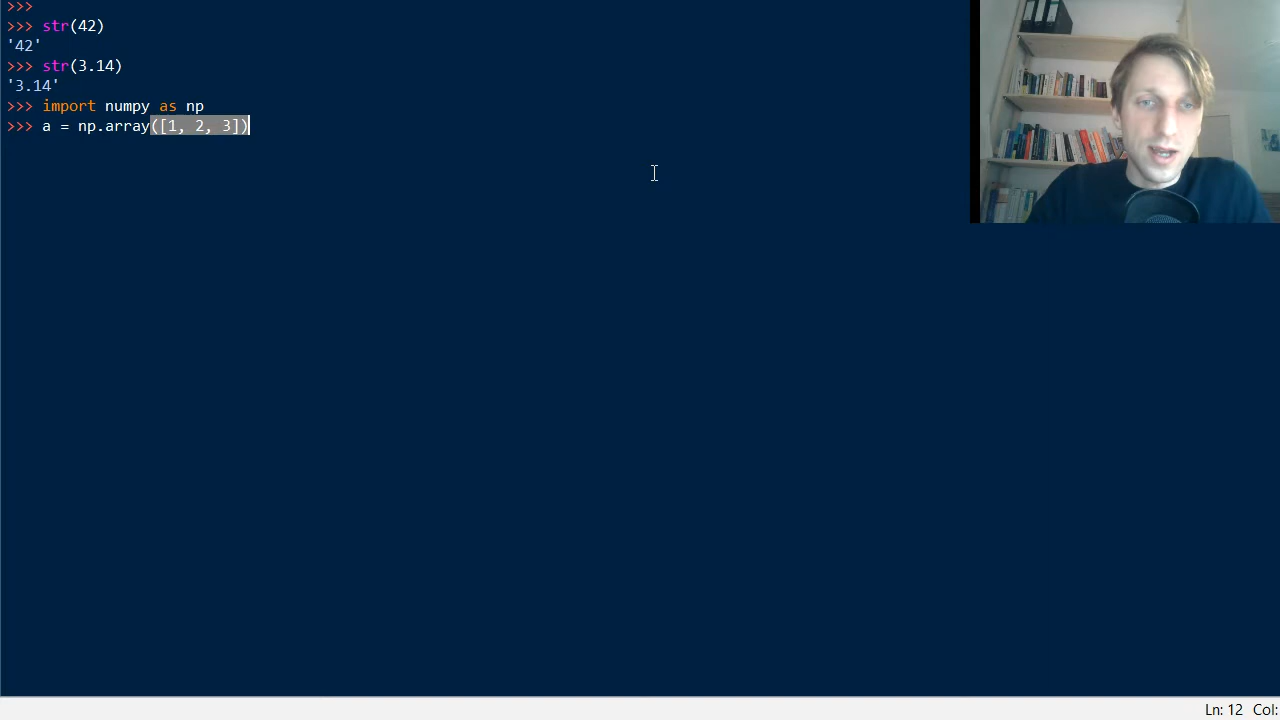 >>>
>>> str(42)
'42'
>>> str(3.14)
'3.14'
>>> import numpy as np
>>> a = np.array([1, 2, 3])
Ln: 12 Col: